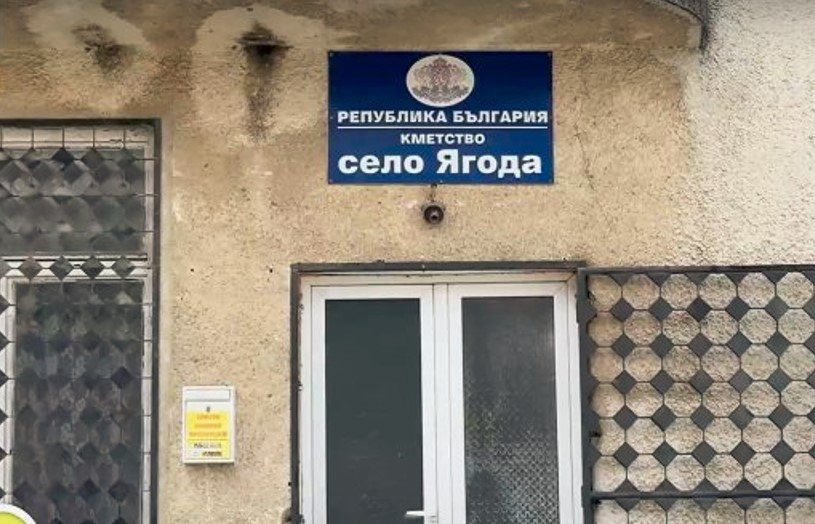 РЕПУБЛИКА БЪЛГАРИЯ
КМЕТСТВО
село Ягода